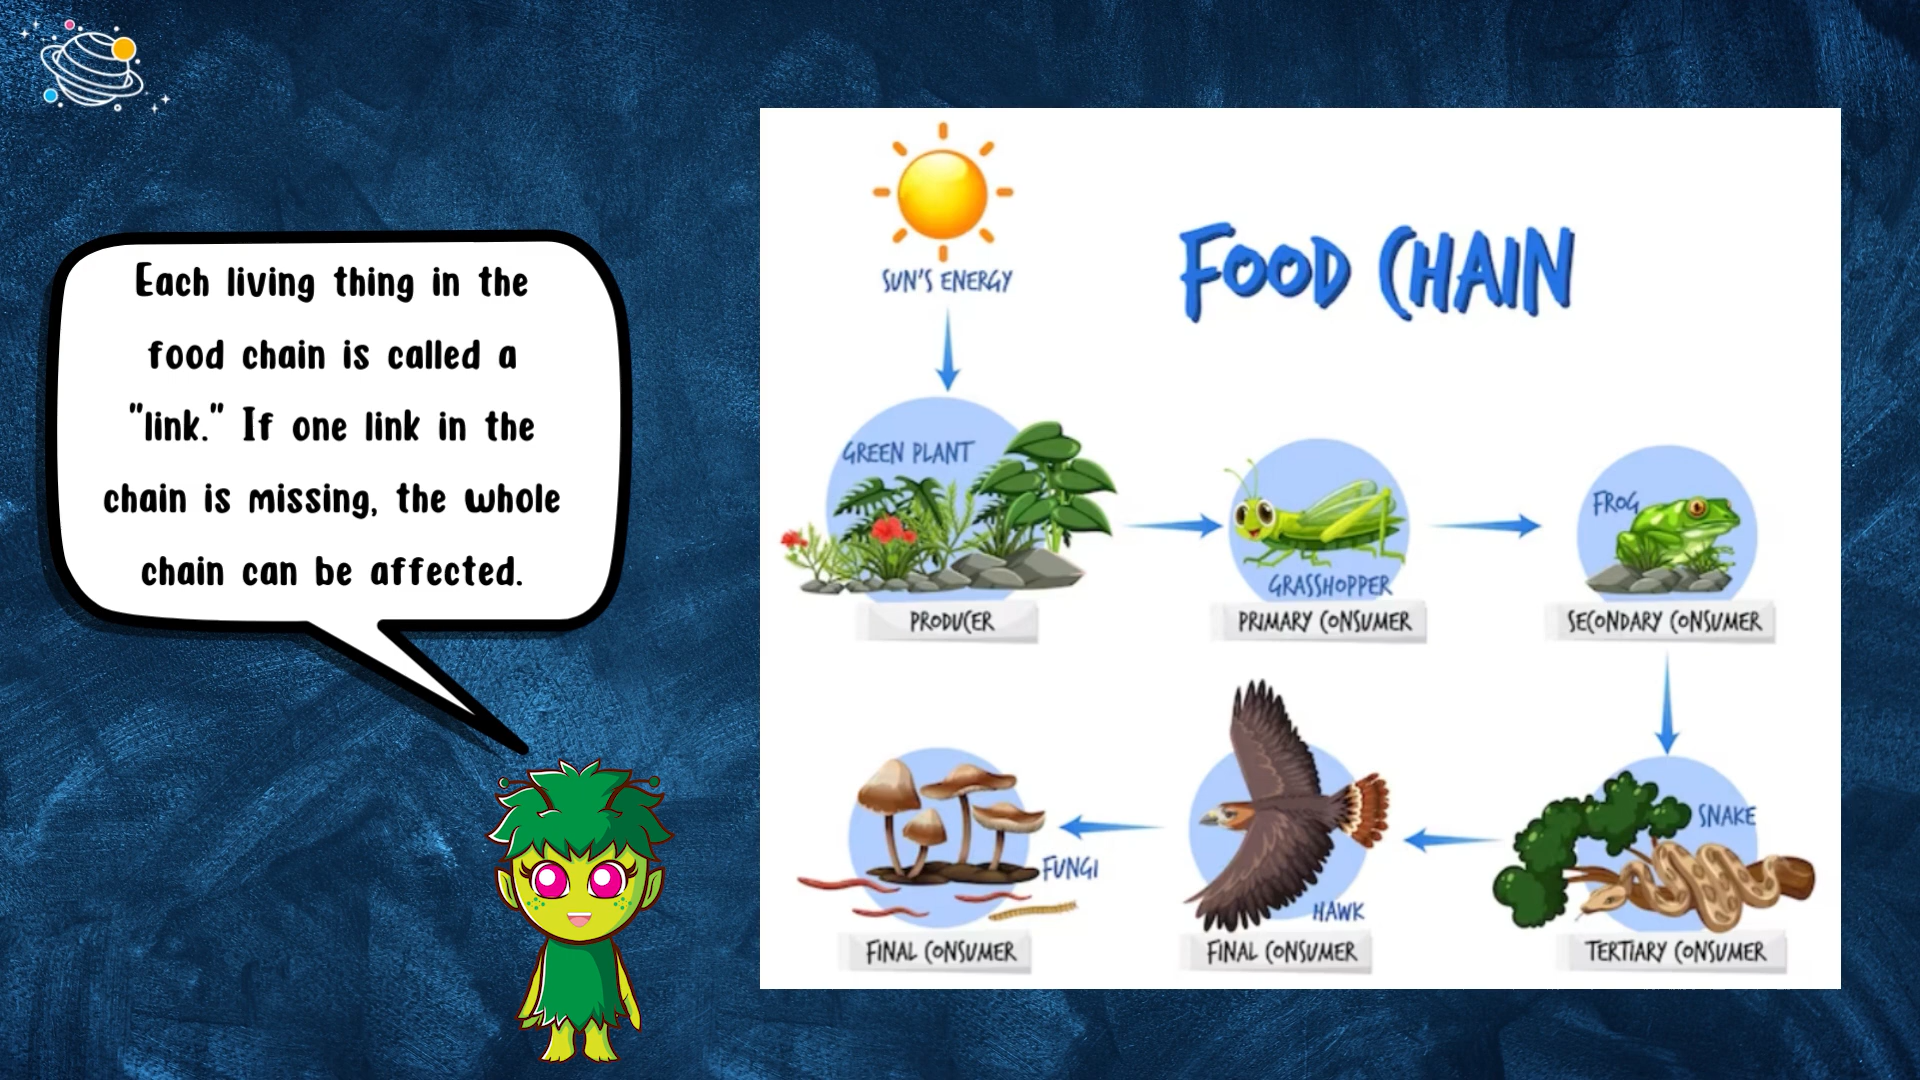 Each living thing in the
food chain is called a
"link." If one link in the
chain is missing, the whole
chain can be affected.
FOOD CHAIN
SUN'S ENERGY
GREEN PLANT
PRODUCER
GRASSHOPPER
PRIMARY CONSUMER
FROG
SECONDARY CONSUMER
SNAKE
TERTIARY CONSUMER
HAWK
FINAL CONSUMER
FUNGI
FINAL CONSUMER